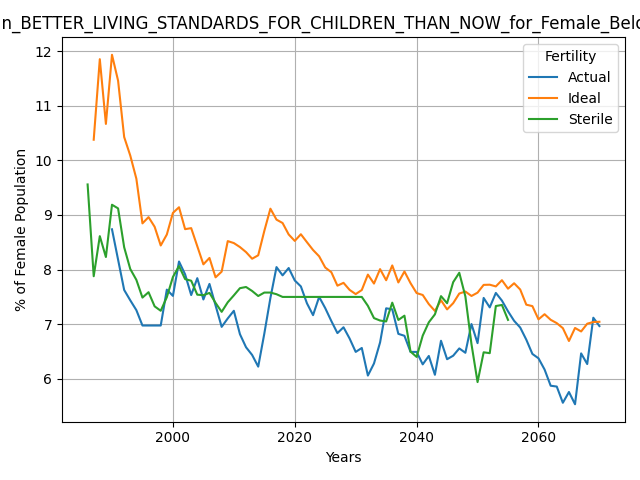 n_BETTER_LIVING_STANDARDS_FOR_CHILDREN_THAN_NOW_for_Female_Belo
Fertility
Actual
Ideal
Sterile
% of Female Population
12
11
10
9
8
7
6
2000 2020 2040 2060
Years